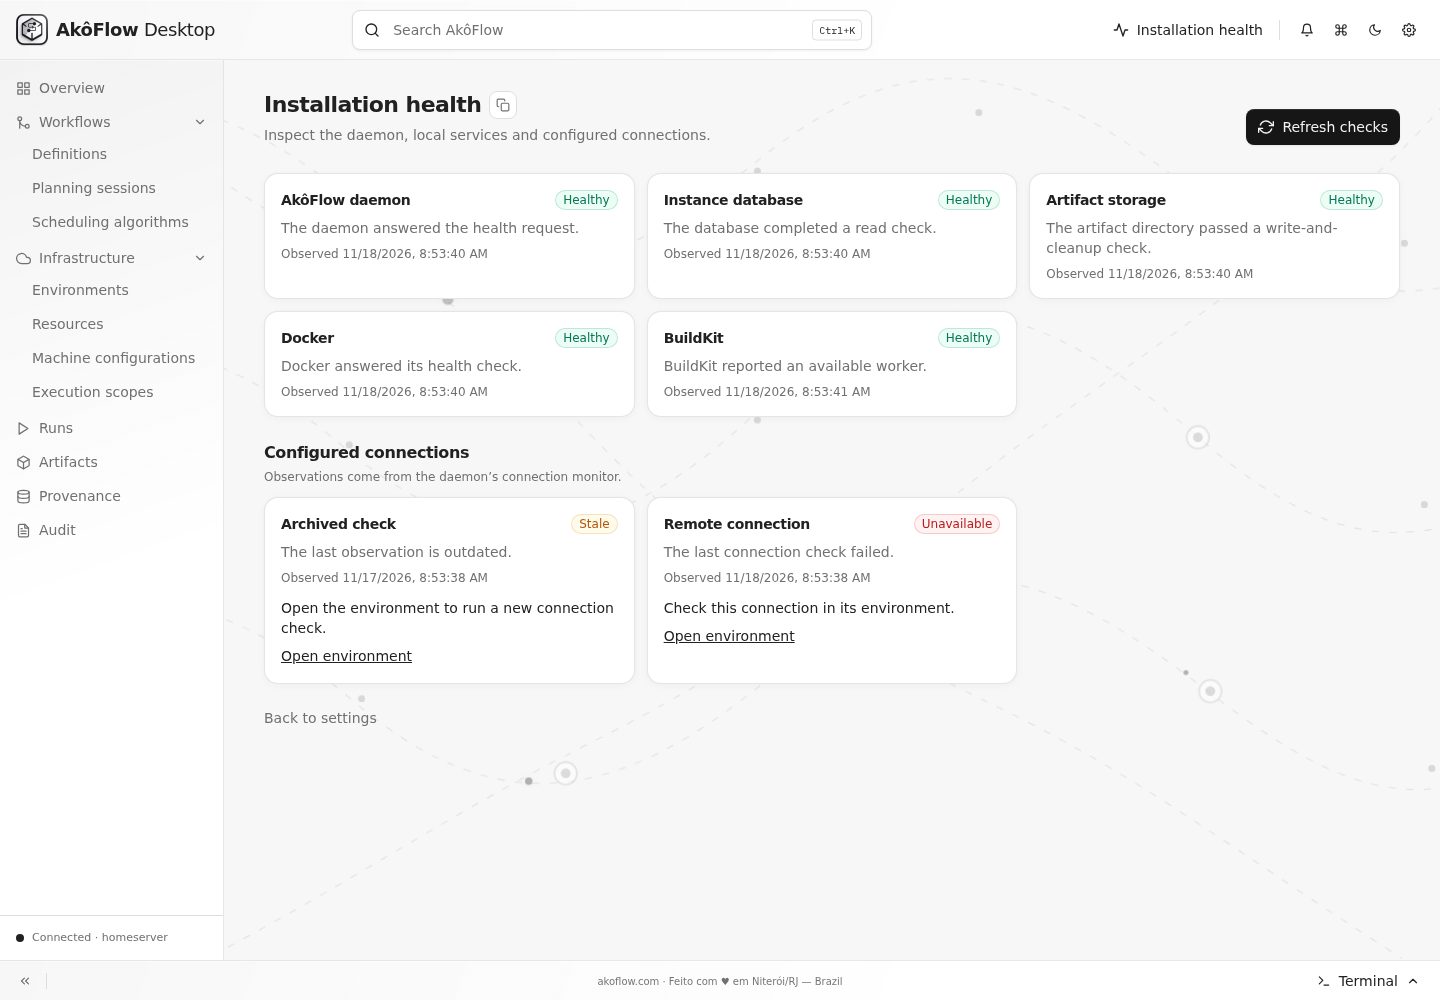 AkôFlow Desktop
Search AkôFlow
Ctrl+K
Installation health
Overview
Workflows
Definitions
Planning sessions
Scheduling algorithms
Infrastructure
Environments
Resources
Machine configurations
Execution scopes
Runs
Artifacts
Provenance
Audit
Connected · homeserver
Installation health
Inspect the daemon, local services and configured connections.
Refresh checks
AkôFlow daemon
Healthy
The daemon answered the health request.
Observed 11/18/2026, 8:53:40 AM
Instance database
Healthy
The database completed a read check.
Observed 11/18/2026, 8:53:40 AM
Artifact storage
Healthy
The artifact directory passed a write-and-
cleanup check.
Observed 11/18/2026, 8:53:40 AM
Docker
Healthy
Docker answered its health check.
Observed 11/18/2026, 8:53:40 AM
BuildKit
Healthy
BuildKit reported an available worker.
Observed 11/18/2026, 8:53:41 AM
Configured connections
Observations come from the daemon’s connection monitor.
Archived check
Stale
The last observation is outdated.
Observed 11/17/2026, 8:53:38 AM
Open the environment to run a new connection
check.
Open environment
Remote connection
Unavailable
The last connection check failed.
Observed 11/18/2026, 8:53:38 AM
Check this connection in its environment.
Open environment
Back to settings
akoflow.com · Feito com ♥ em Niterói/RJ — Brazil
Terminal